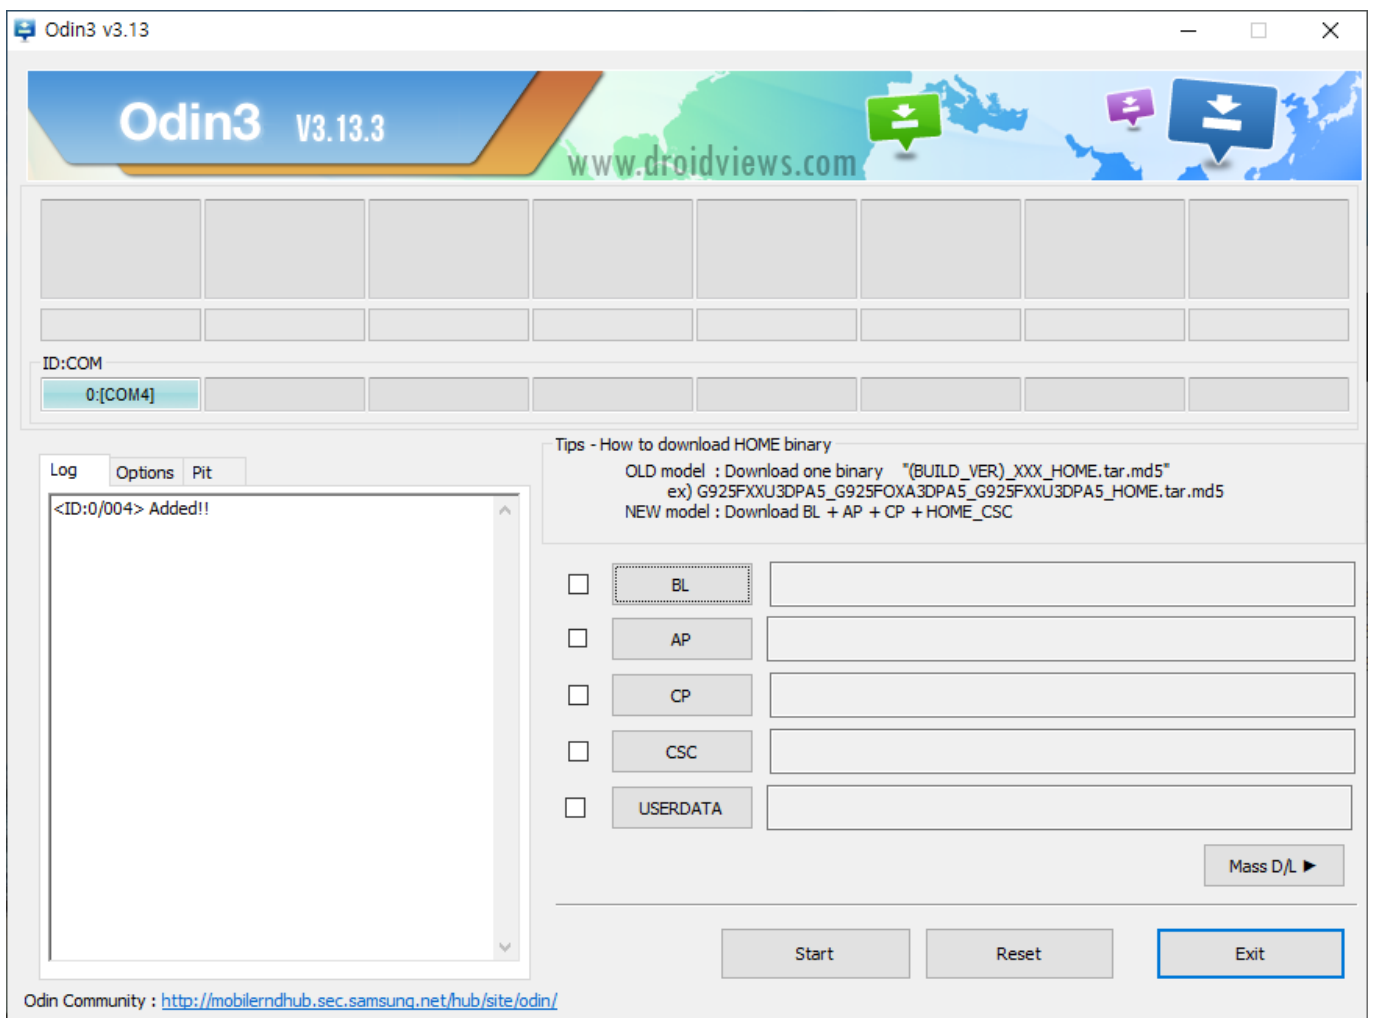 Odin3 v3.13
Odin3 V3.13.3
www.droidviews.com
ID:COM
0:[COM4]
Log Options Pit
<ID:0/004> Added!!
Tips - How to download HOME binary
OLD model : Download one binary "(BUILD_VER)_XXX_HOME.tar.md5"
ex) G925FXXU3DPA5_G925FOXA3DPA5_G925FXXU3DPA5_HOME.tar.md5
NEW model : Download BL + AP + CP + HOME_CSC
BL
AP
CP
CSC
USERDATA
Mass D/L ►
Start Reset Exit
Odin Community : http://mobilerndhub.sec.samsung.net/hub/site/odin/